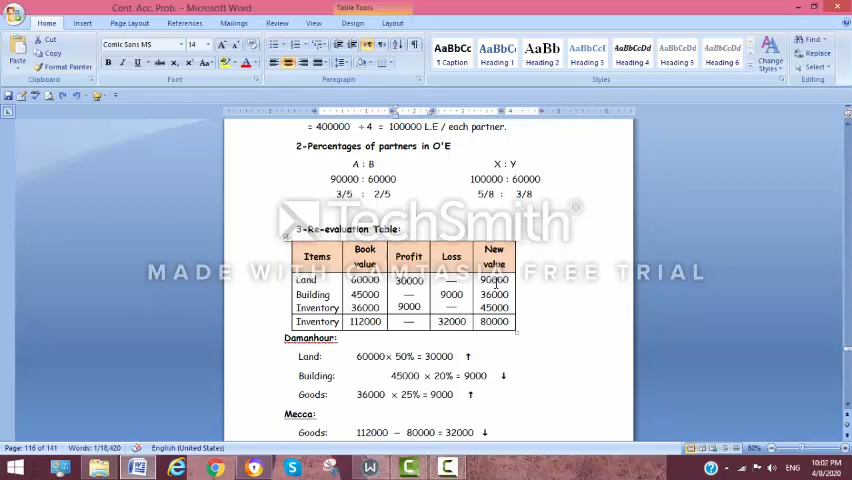 Cont. Acc. Prob. - Microsoft Word
Table Tools
Home Insert Page Layout References Mailings Review View Design Layout
Paste
Cut
Copy
Format Painter
Clipboard
Comic Sans MS 14
Font
Paragraph
AaBbCc AaBbC AaBb AaBbCcI AaBbCcD AaBbCcDd AaBbCcDd
¶ Caption Heading 1 Heading 2 Heading 3 Heading 4 Heading 5 Heading 6
Styles
Change Styles
Find
Replace
Select
Editing
= 400000 ÷ 4 = 100000 L.E / each partner.
2-Percentages of partners in O'E
A : B X : Y
90000 : 60000 100000 : 60000
3/5 : 2/5 5/8 : 3/8
TechSmith
MADE WITH CAMTASIA FREE TRIAL
3-Re-evaluation Table:
Items Book value Profit Loss New value
Land 60000 30000 — 90000
Building 45000 — 9000 36000
Inventory 36000 9000 — 45000
Inventory 112000 — 32000 80000
Damanhour:
Land: 60000× 50% = 30000 ↑
Building: 45000 × 20% = 9000 ↓
Goods: 36000 × 25% = 9000 ↑
Mecca:
Goods: 112000 – 80000 = 32000 ↓
Page: 116 of 141 Words: 1/18,420 English (United States) 80%
ENG 10:02 PM
4/8/2020